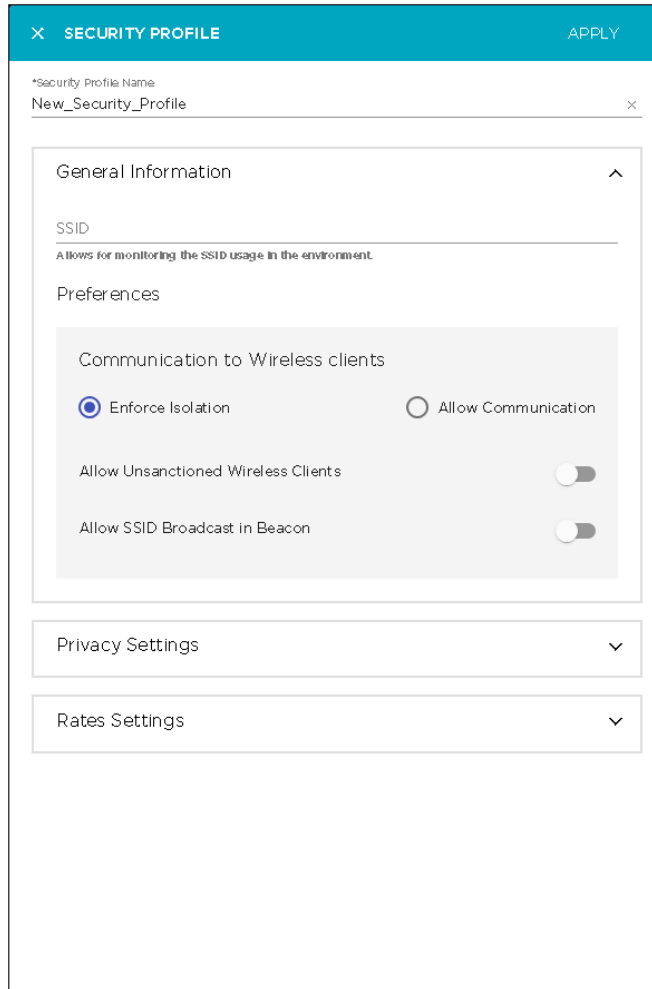 SECURITY PROFILE APPLY
*Security Profile Name
New_Security_Profile
General Information
SSID
Allows for monitoring the SSID usage in the environment.
Preferences
Communication to Wireless clients
Enforce Isolation Allow Communication
Allow Unsanctioned Wireless Clients
Allow SSID Broadcast in Beacon
Privacy Settings
Rates Settings